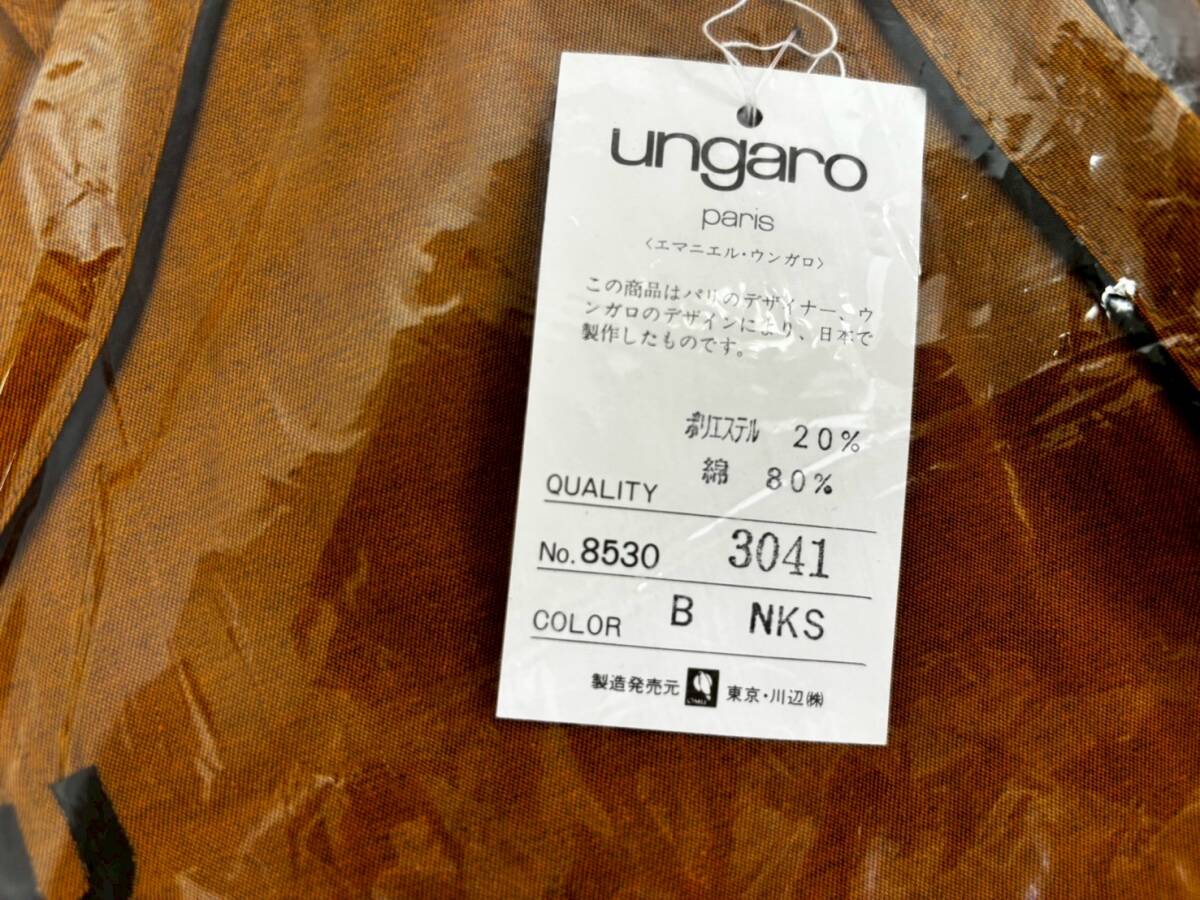 ungaro
paris
〈エマニエル・ウンガロ〉
この商品はパリのデザイナー、ウ
ンガロのデザインにより、日本で
製作したものです。
ポリエステル 20%
綿 80%
QUALITY
No. 8530 3041
COLOR B NKS
製造発売元 東京・川辺㈱